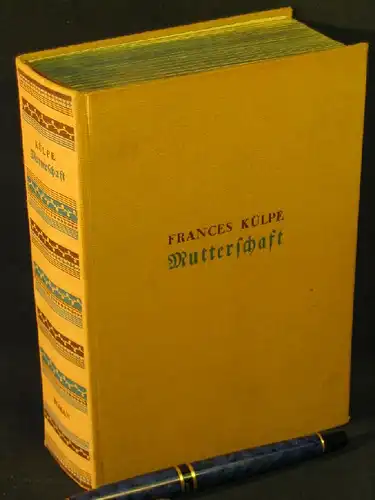 KÜLPE
Mutterſchaft
ROMAN
FRANCES KÜLPE
Mutterſchaft